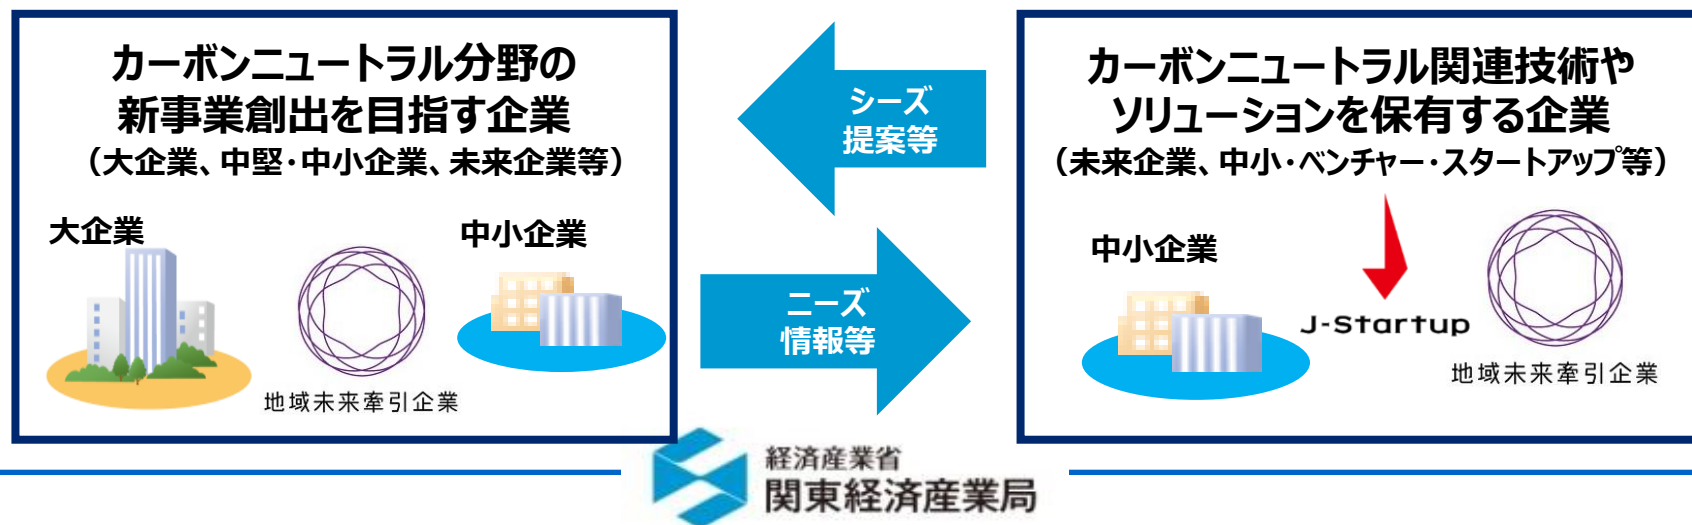 カーボンニュートラル分野の
新事業創出を目指す企業
（大企業、中堅・中小企業、未来企業等）
大企業
中小企業
地域未来牽引企業
シーズ
提案等
ニーズ
情報等
カーボンニュートラル関連技術や
ソリューションを保有する企業
（未来企業、中小・ベンチャー・スタートアップ等）
中小企業
J-Startup
地域未来牽引企業
経済産業省
関東経済産業局